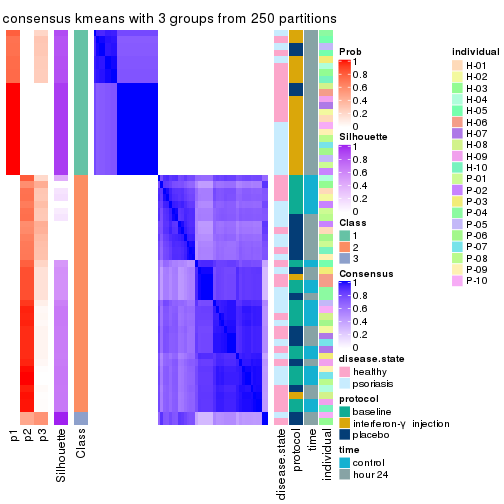 consensus kmeans with 3 groups from 250 partitions
Prob
1
0.8
0.6
0.4
0.2
0
Silhouette
1
0.8
0.6
0.4
0.2
0
Class
1
2
3
Consensus
1
0.8
0.6
0.4
0.2
0
disease.state
healthy
psoriasis
protocol
baseline
interferon-γ injection
placebo
time
control
hour 24
individual
H-01
H-02
H-03
H-04
H-05
H-06
H-07
H-08
H-09
H-10
P-01
P-02
P-03
P-04
P-05
P-06
P-07
P-08
P-09
P-10
p1
p2
p3
Silhouette
Class
disease.state
protocol
time
individual